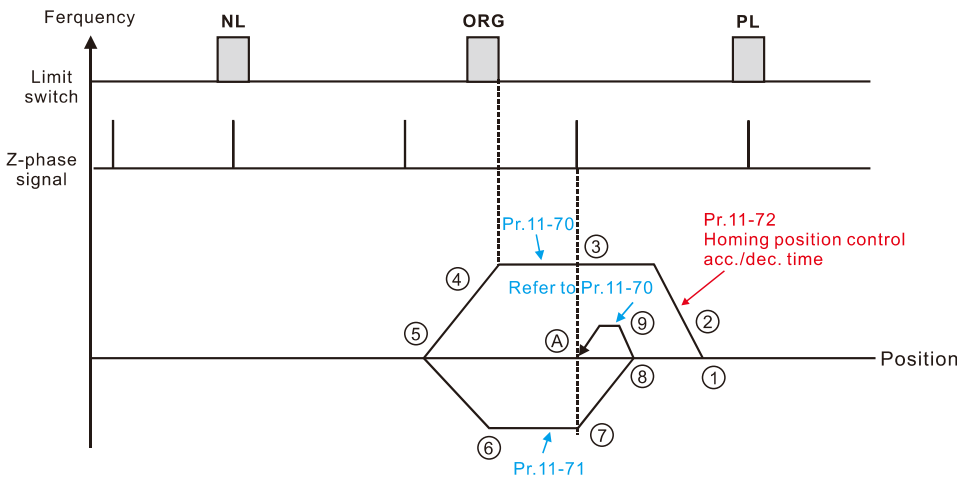 Ferquency
NL
ORG
PL
Limit
switch
Z-phase
signal
Pr.11-70
③
Pr.11-72
Homing position control
acc./dec. time
④
Refer to Pr.11-70
⑨
②
⑤
Ⓐ
Position
⑧
①
⑥
⑦
Pr.11-71